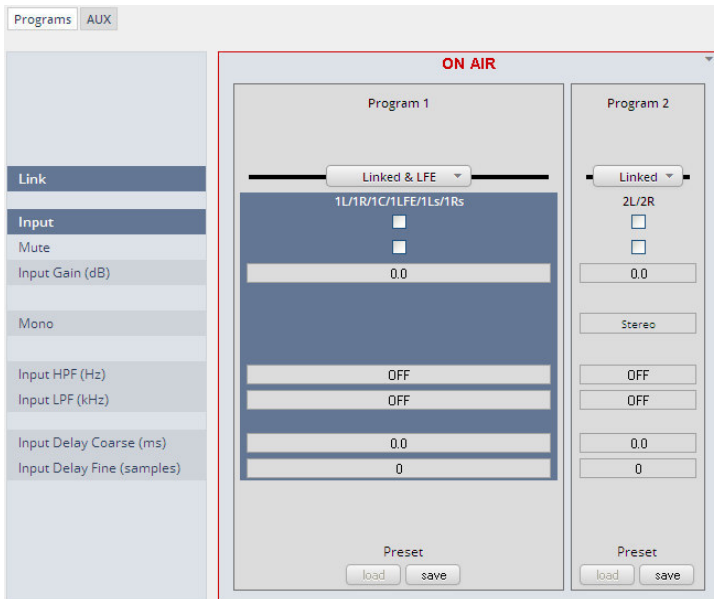 Programs AUX
ON AIR
Program 1 Program 2
Link Linked & LFE Linked
1L/1R/1C/1LFE/1Ls/1Rs 2L/2R
Input
Mute
Input Gain (dB) 0.0 0.0
Mono Stereo
Input HPF (Hz) OFF OFF
Input LPF (kHz) OFF OFF
Input Delay Coarse (ms) 0.0 0.0
Input Delay Fine (samples) 0 0
Preset Preset
load save load save